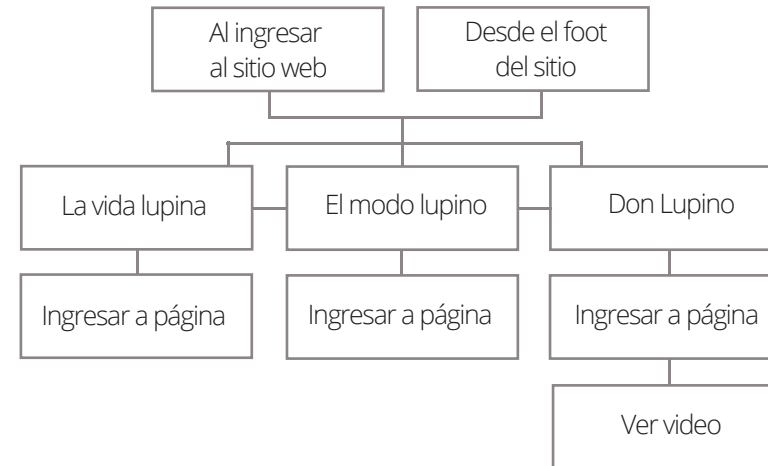 Al ingresar
al sitio web
Desde el foot
del sitio
La vida lupina
El modo lupino
Don Lupino
Ingresar a página
Ingresar a página
Ingresar a página
Ver video